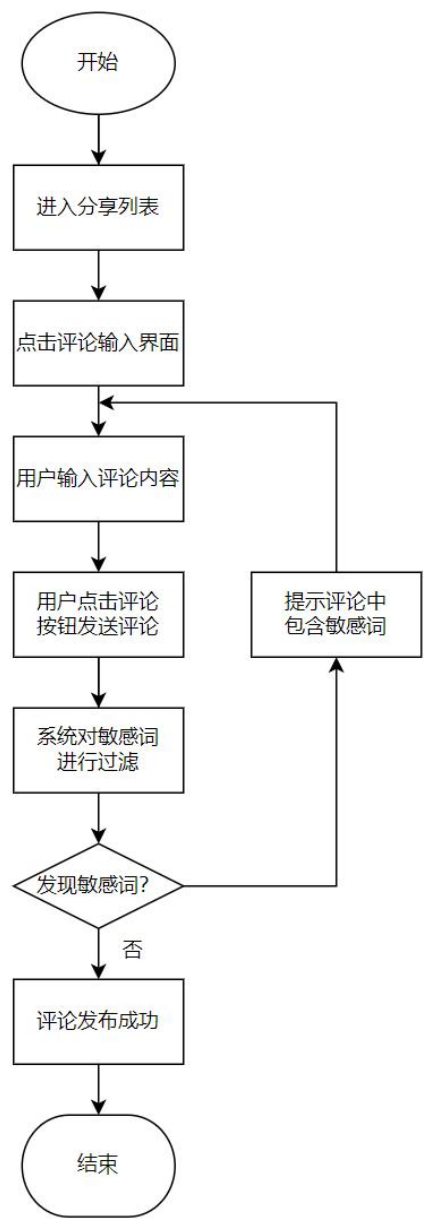 开始
进入分享列表
点击评论输入界面
用户输入评论内容
用户点击评论
按钮发送评论
提示评论中
包含敏感词
系统对敏感词
进行过滤
发现敏感词?
否
评论发布成功
结束